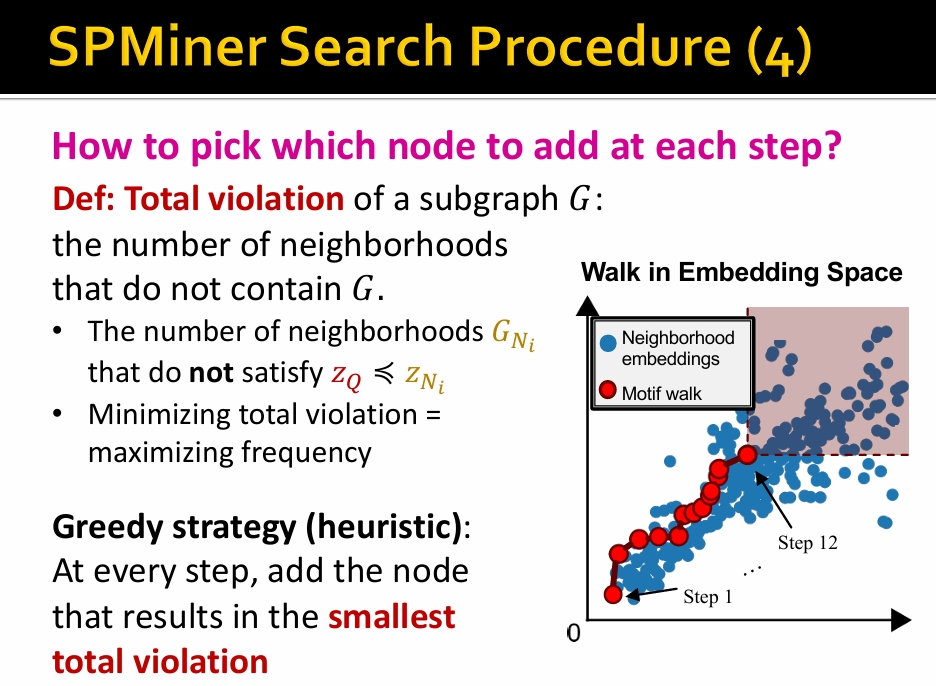 SPMiner Search Procedure (4)
How to pick which node to add at each step?
Def: Total violation of a subgraph 𝐺:
the number of neighborhoods
that do not contain 𝐺.
• The number of neighborhoods 𝐺_{N_i}
that do not satisfy 𝑧_Q ≼ 𝑧_{N_i}
• Minimizing total violation =
maximizing frequency
Greedy strategy (heuristic):
At every step, add the node
that results in the smallest
total violation
Walk in Embedding Space
Neighborhood
embeddings
Motif walk
Step 12
...
Step 1
0